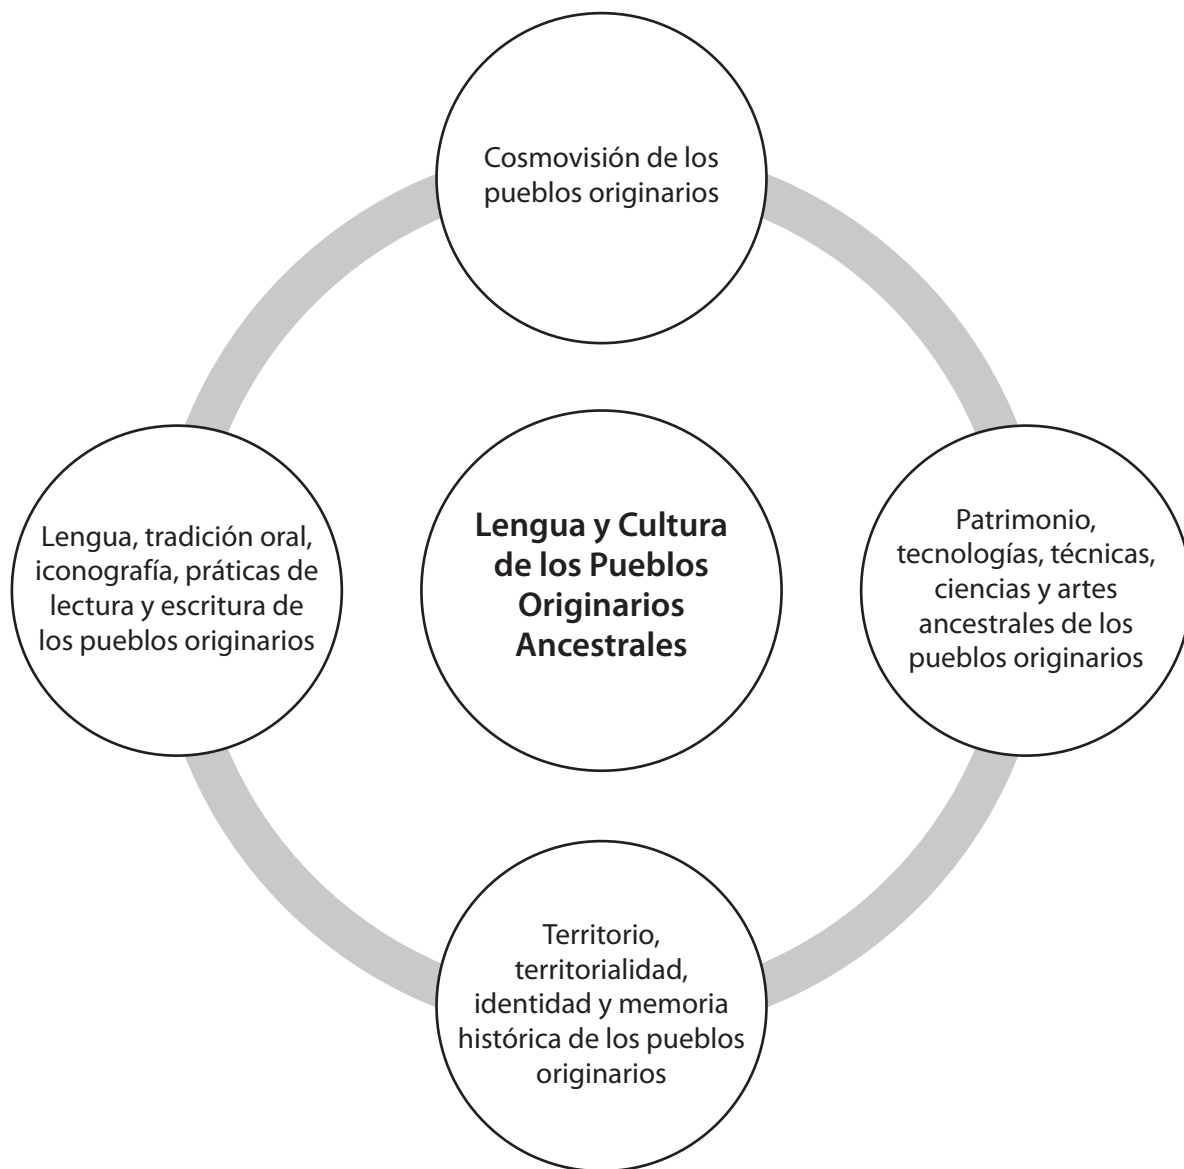 Cosmovisión de los
pueblos originarios
Lengua, tradición oral,
iconografía, práticas de
lectura y escritura de
los pueblos originarios
Lengua y Cultura
de los Pueblos
Originarios
Ancestrales
Patrimonio,
tecnologías, técnicas,
ciencias y artes
ancestrales de los
pueblos originarios
Territorio,
territorialidad,
identidad y memoria
histórica de los pueblos
originarios